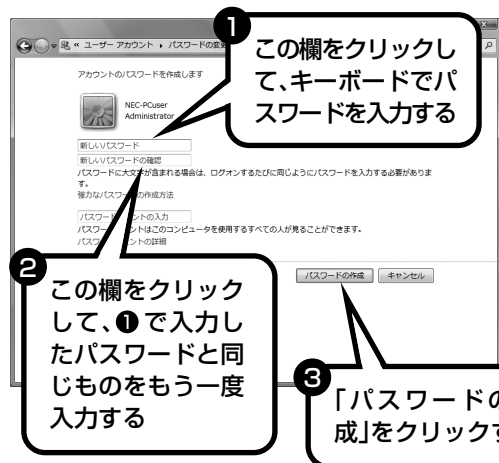 « ユーザー アカウント ▸ パスワードの変更
アカウントのパスワードを作成します
NEC-PCuser
Administrator
新しいパスワード
新しいパスワードの確認
パスワードに大文字が含まれる場合は、ログオンするたびに同じようにパスワードを入力する必要がありま
す。
強力なパスワードの作成方法
パスワード ヒントの入力
パスワード ヒントはこのコンピュータを使用するすべての人が見ることができます。
パスワード ヒントの詳細
パスワードの作成 キャンセル
❶
この欄をクリックし
て、キーボードでパ
スワードを入力する
❷
この欄をクリック
して、❶で入力し
たパスワードと同
じものをもう一度
入力する
❸
「パスワードの
成」をクリックす